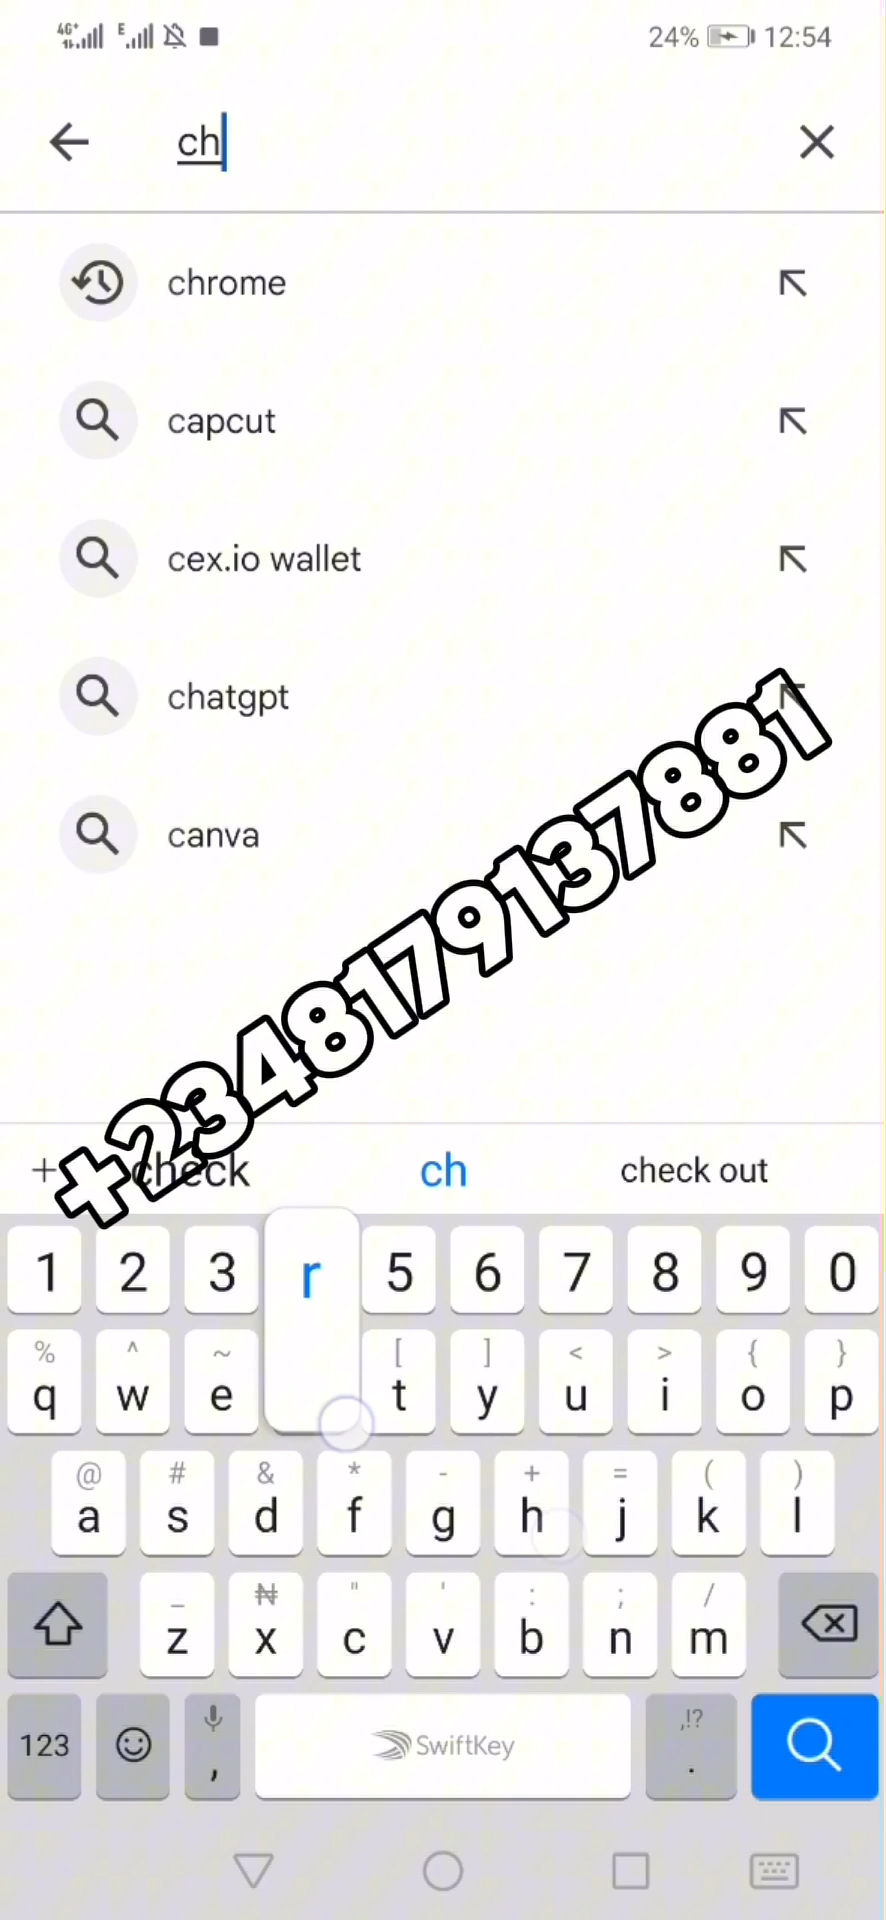 4G+ E 24% 12:54
ch
chrome
capcut
cex.io wallet
chatgpt
canva
+2348179137881
+ check ch check out
1 2 3 r 5 6 7 8 9 0
% ^ ~ [ ] < > { }
q w e t y u i o p
@ # & * - + = ( )
a s d f g h j k l
_ ₦ " ' : ; /
z x c v b n m
,!?
123 , SwiftKey .